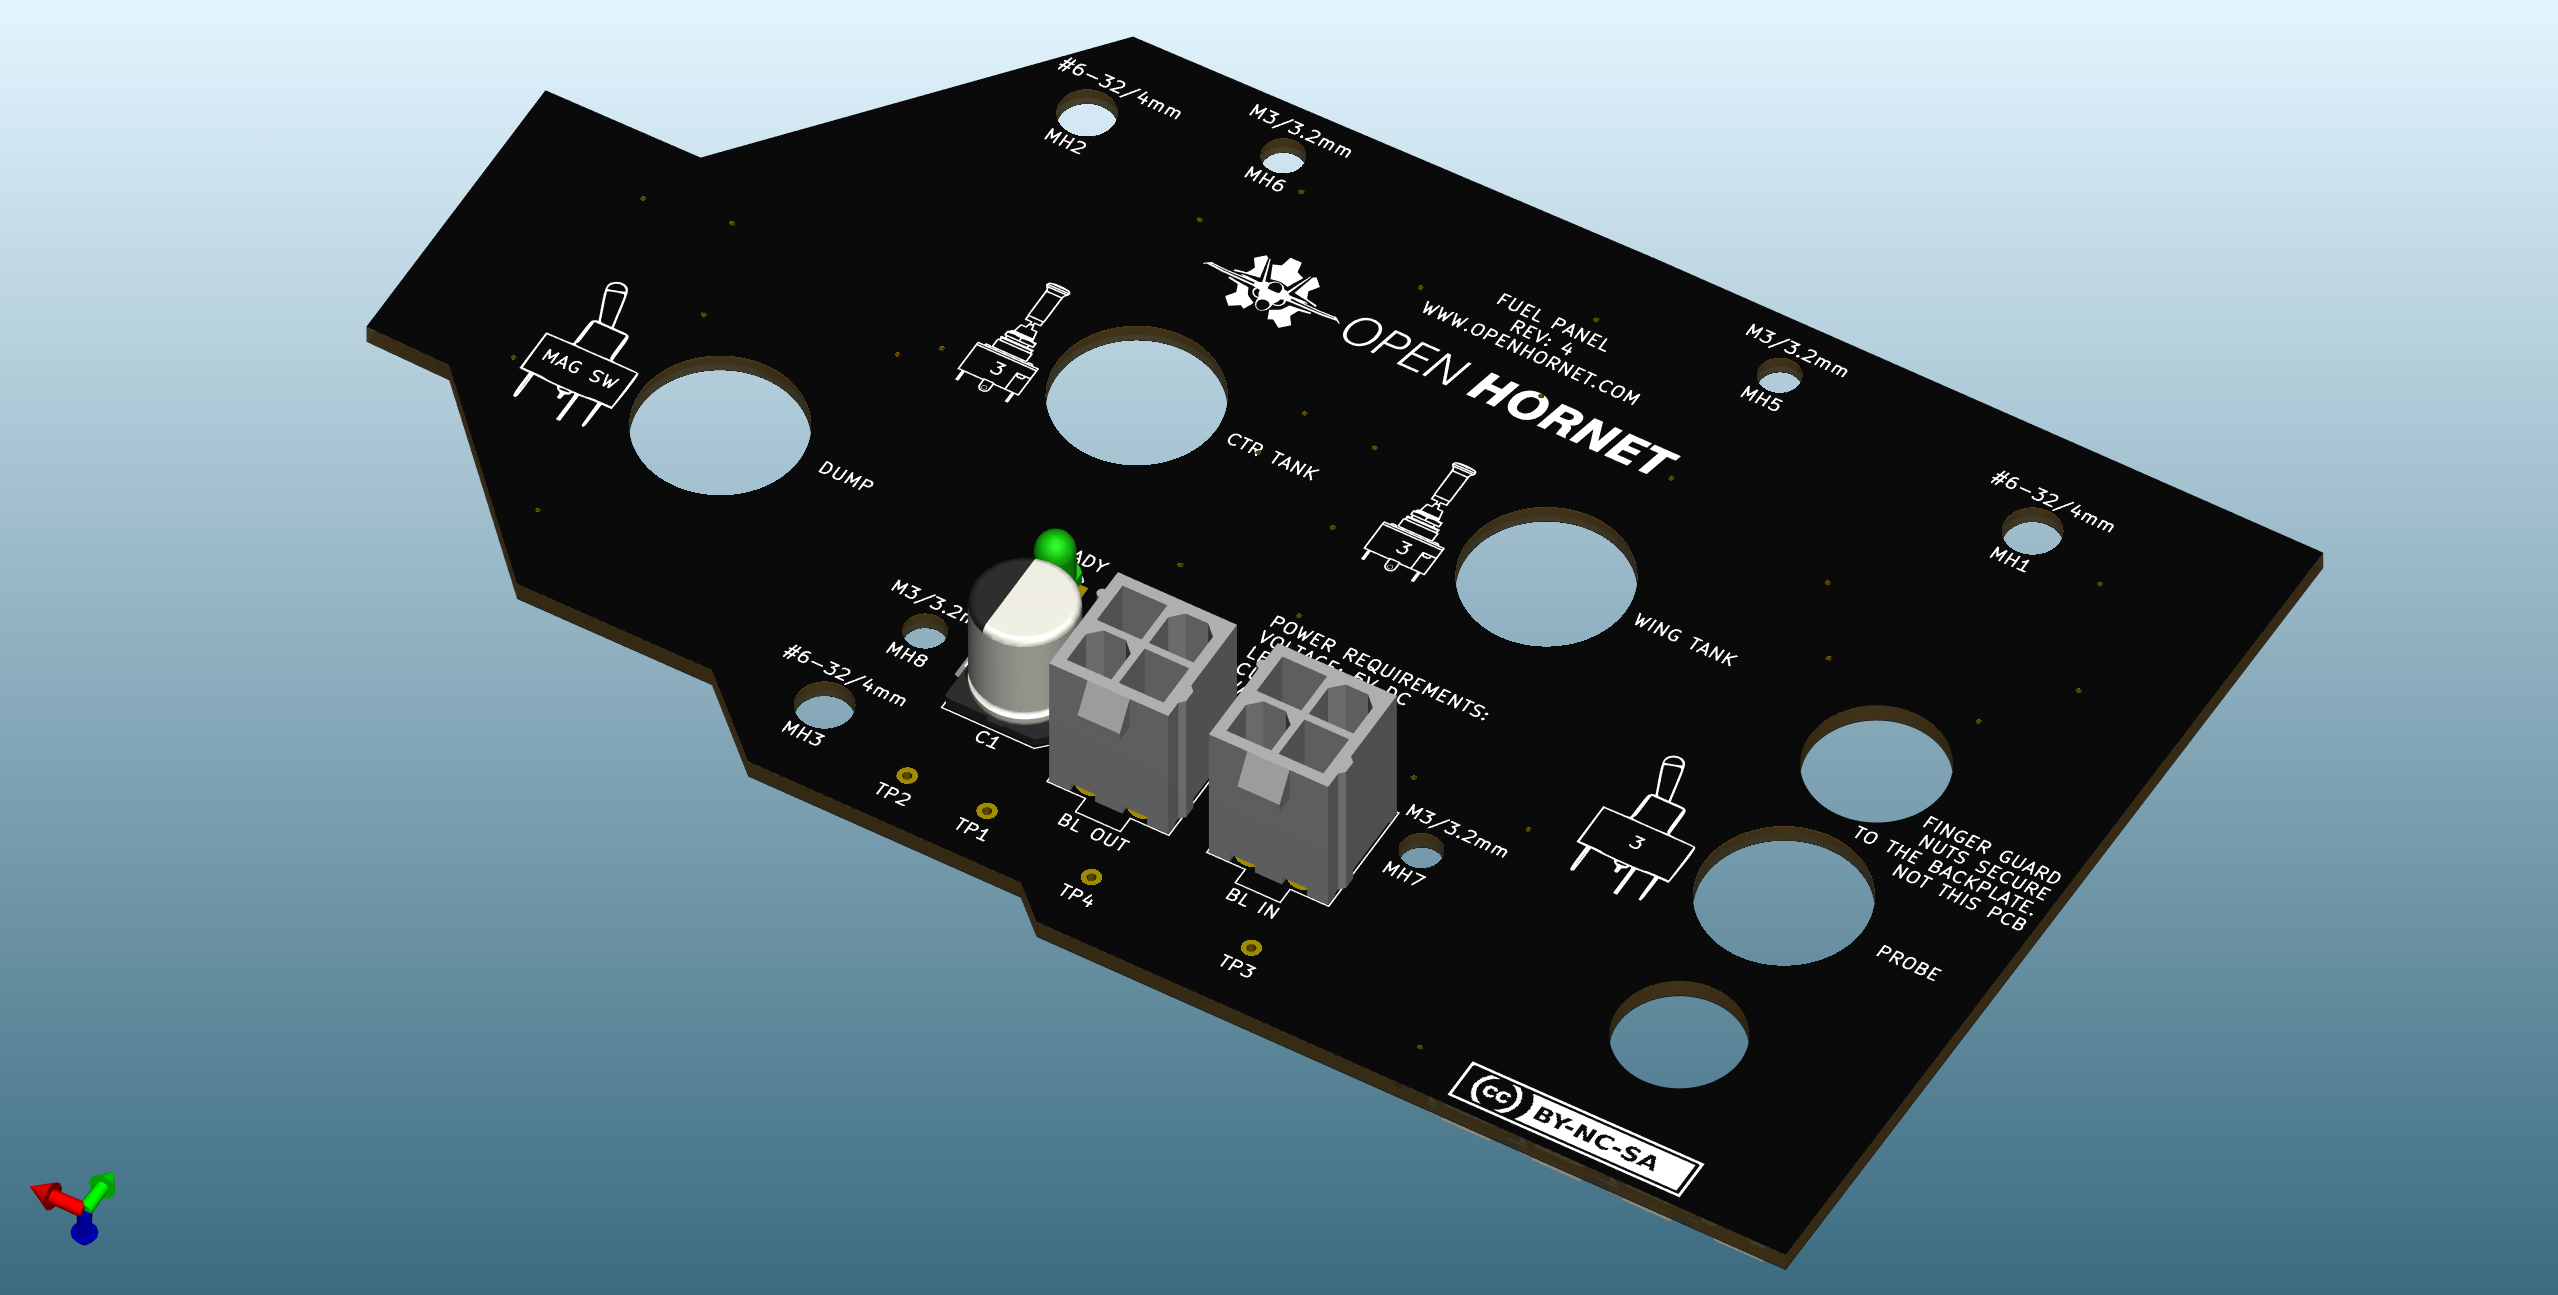 #6-32/4mm
MH2
M3/3.2mm
MH6
OPEN HORNET
FUEL PANEL
REV: 4
WWW.OPENHORNET.COM
M3/3.2mm
MH5
MAG SW
DUMP
3
CTR TANK
3
WING TANK
#6-32/4mm
MH1
M3/3.2
MH8
#6-32/4mm
MH3
C1
POWER REQUIREMENTS:
TP2
TP1
BL OUT
TP4
BL IN
TP3
M3/3.2mm
MH7
3
PROBE
FINGER GUARD
NUTS SECURE
TO THE BACKPLATE.
NOT THIS PCB
cc BY-NC-SA